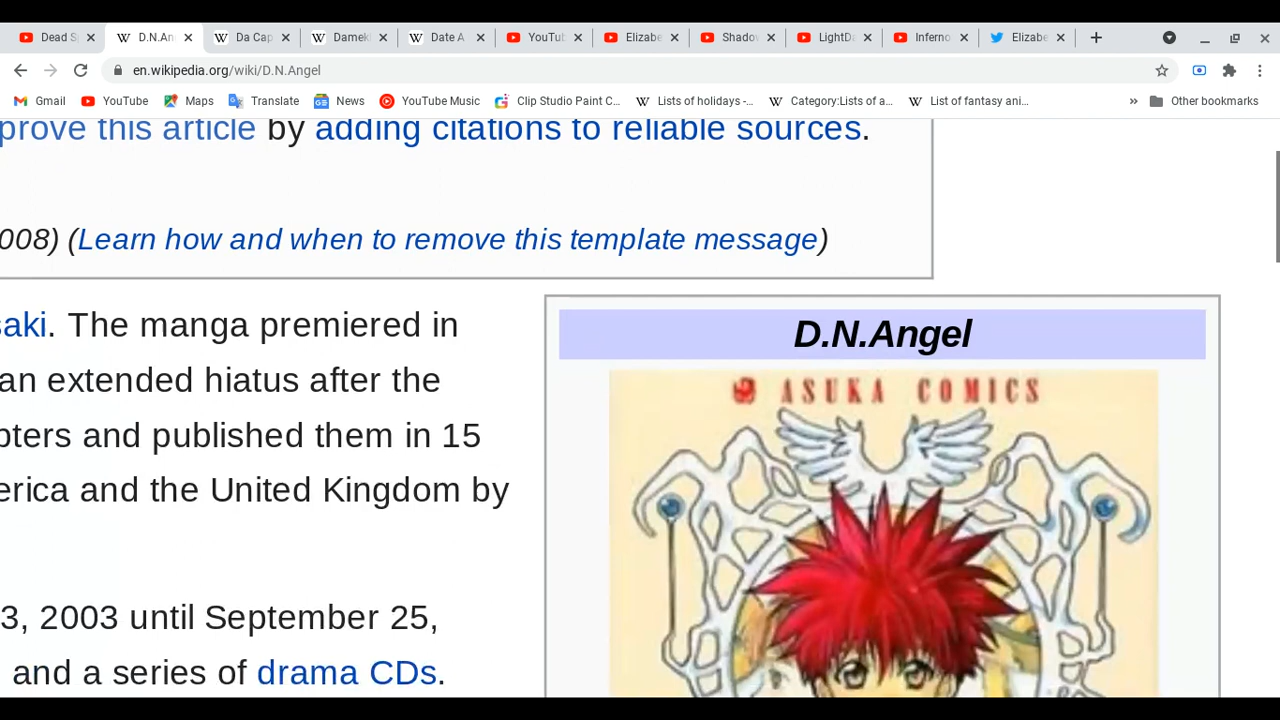 Dead S
D.N.An
Da Cap
Damek
Date A
YouTub
Elizabe
Shadow
LightDa
Inferno
Elizabe
en.wikipedia.org/wiki/D.N.Angel
Gmail
YouTube
Maps
Translate
News
YouTube Music
Clip Studio Paint C...
Lists of holidays -...
Category:Lists of a...
List of fantasy ani...
»
Other bookmarks
prove this article by adding citations to reliable sources.
008) (Learn how and when to remove this template message)
saki. The manga premiered in
an extended hiatus after the
pters and published them in 15
erica and the United Kingdom by
3, 2003 until September 25,
and a series of drama CDs.
D.N.Angel
ASUKA COMICS